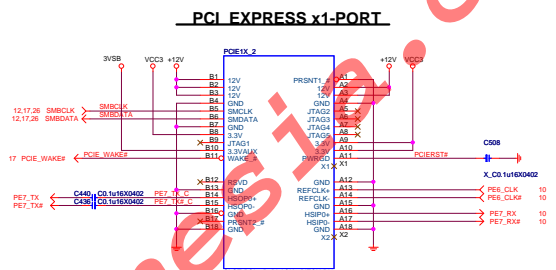 PCI EXPRESS x1-PORT
PCIE1X_2
3VSB VCC3 +12V
+12V VCC3
B1 12V PRSNT1_# A1
B2 12V 12V A2
B3 12V 12V A3
B4 GND GND A4
12,17,26 SMBCLK SMBCLK B5 SMCLK JTAG2 A5
12,17,26 SMBDATA SMBDATA B6 SMDATA JTAG3 A6
B7 GND JTAG4 A7
B8 3.3V JTAG5 A8
B9 JTAG1 3.3V A9
B10 3.3VAUX 3.3V A10
17 PCIE_WAKE# PCIE_WAKE# B11 WAKE_# PWRGD A11 PCIERST# C508
X1 X1
X_C0.1u16X0402
B12 RSVD GND A12
B13 GND REFCLK+ A13 PE6_CLK 10
PE7_TX C440 C0.1u16X0402 PE7_TX_C B14 HSOP0+ REFCLK- A14 PE6_CLK# 10
PE7_TX# C436 C0.1u16X0402 PE7_TX#_C B15 HSOP0- GND A15
B16 GND HSIP0+ A16 PE7_RX 10
B17 PRSNT2_# HSIP0- A17 PE7_RX# 10
B18 GND GND A18
X2 X2
esia.